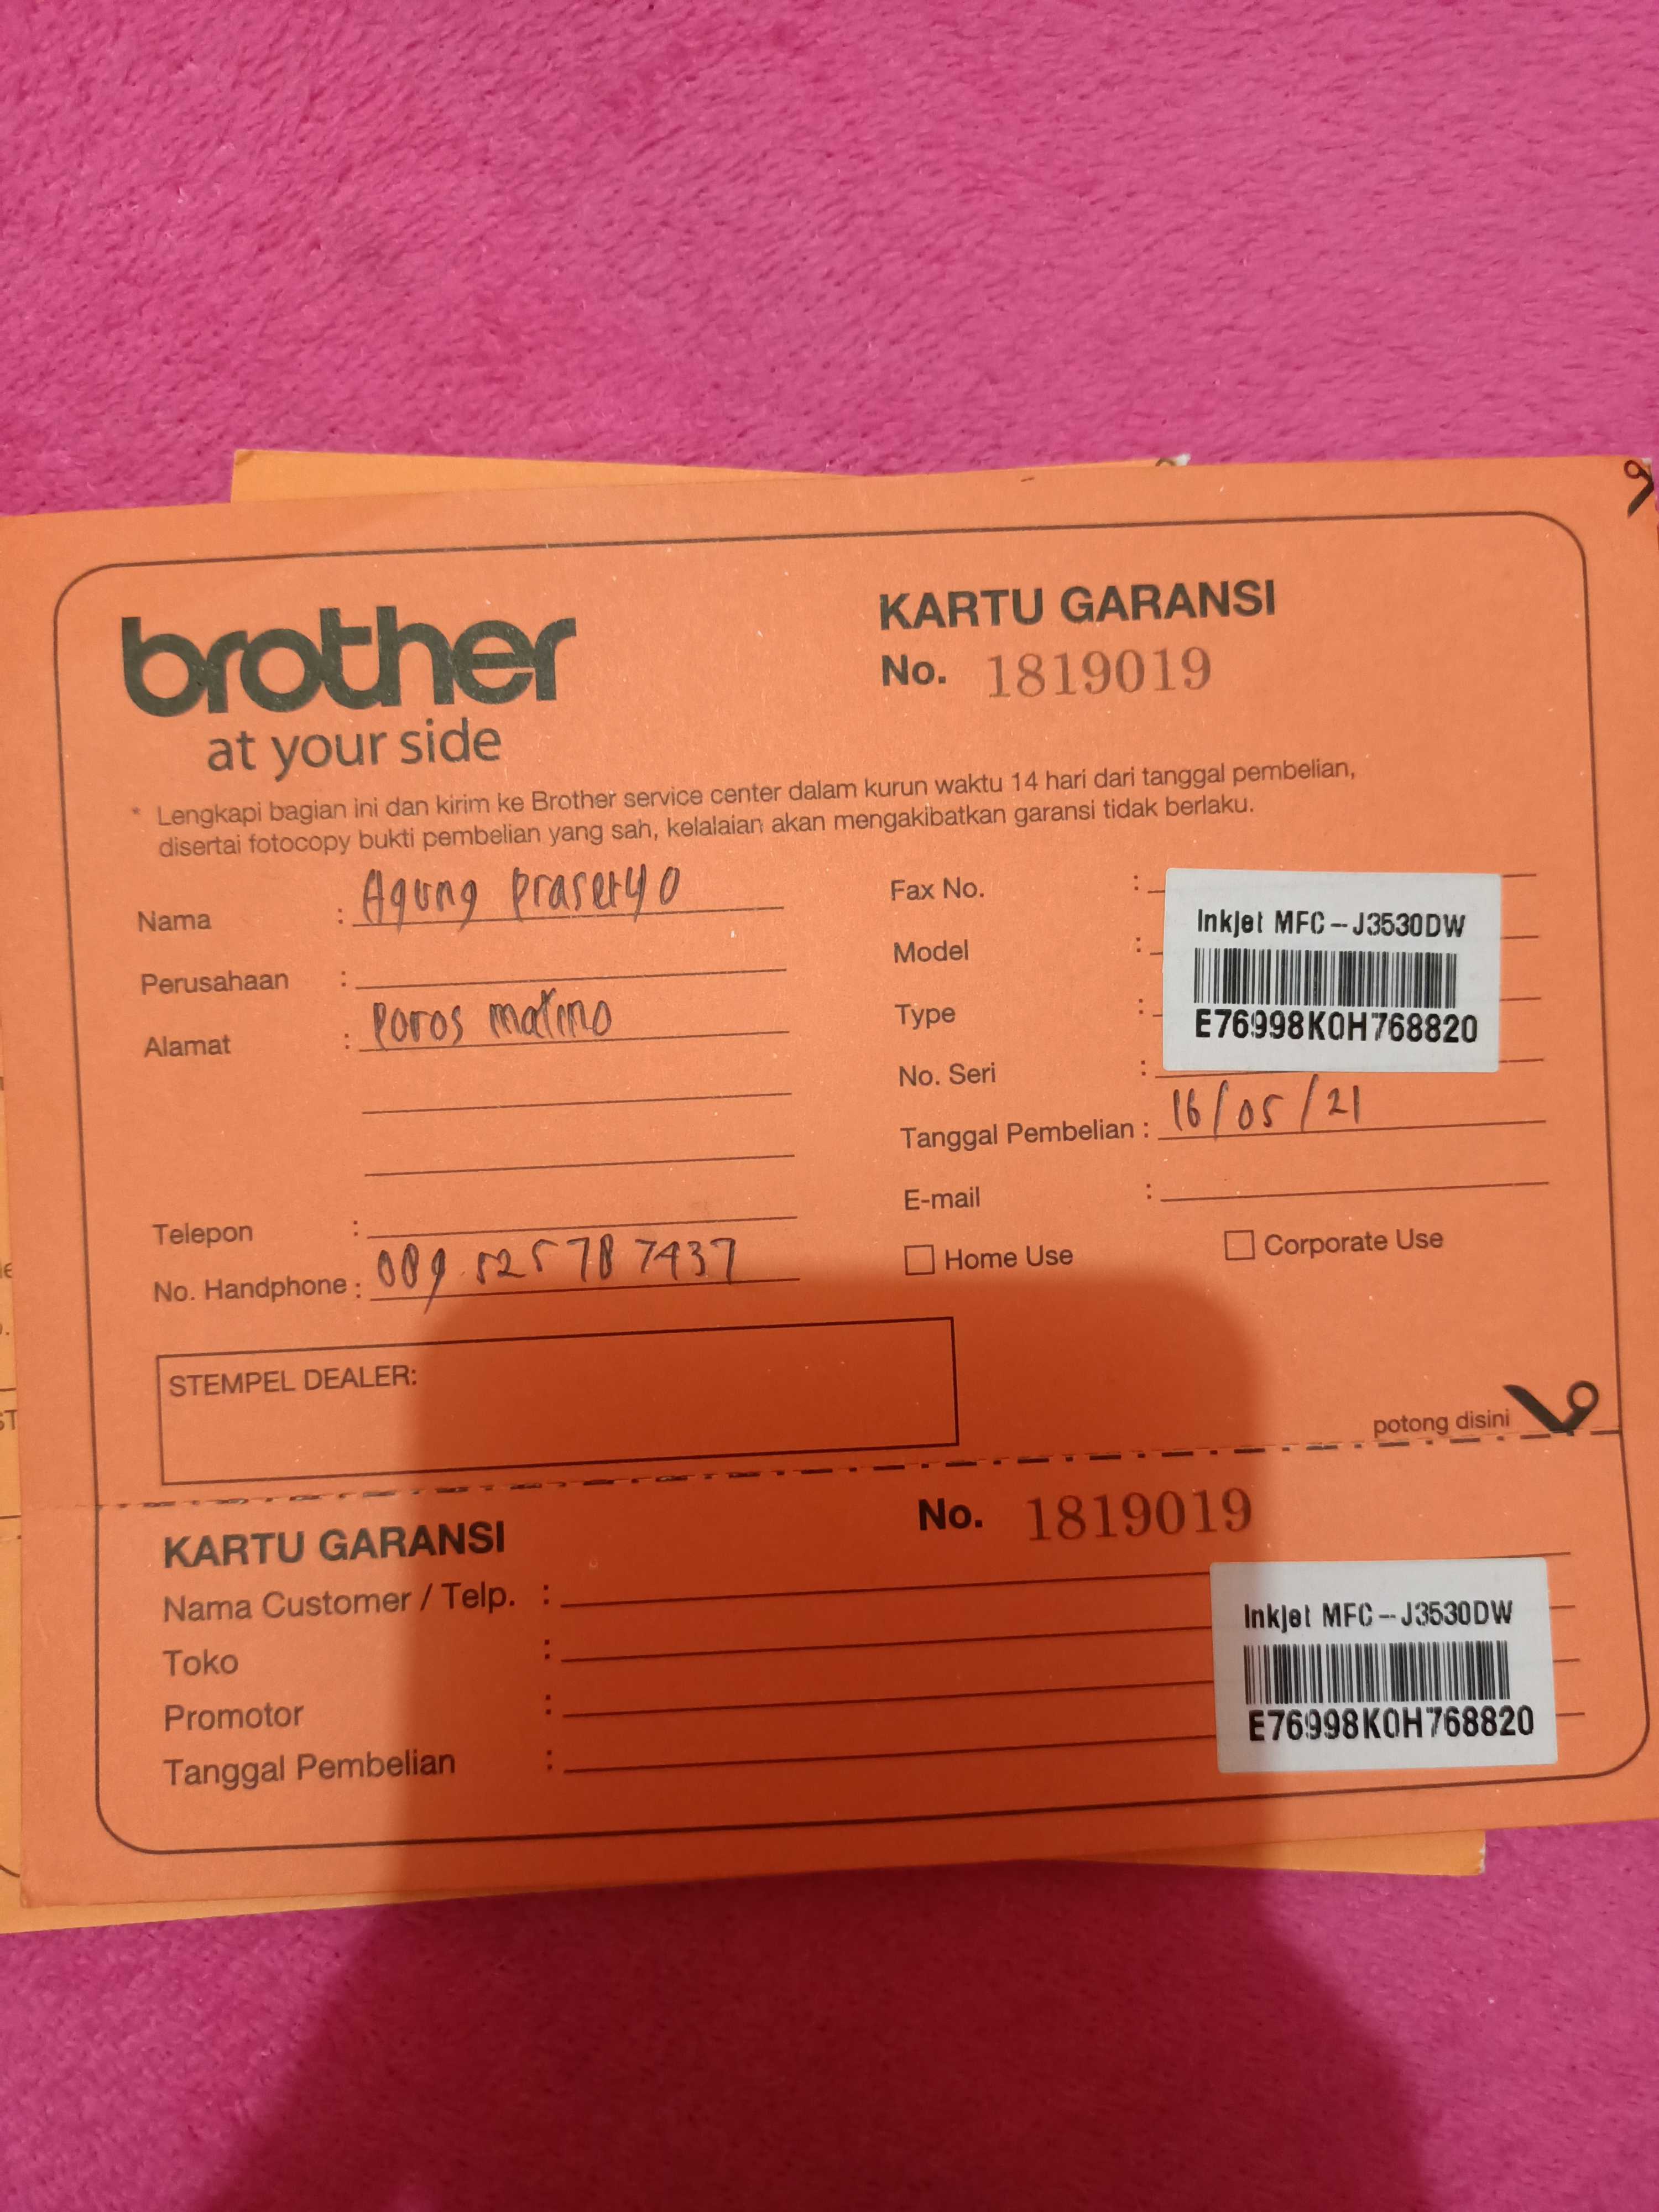 brother
at your side
KARTU GARANSI
No. 1819019
* Lengkapi bagian ini dan kirim ke Brother service center dalam kurun waktu 14 hari dari tanggal pembelian,
disertai fotocopy bukti pembelian yang sah, kelalaian akan mengakibatkan garansi tidak berlaku.
Nama : Agung Prasetyo
Perusahaan :
Alamat : Poros malino
Telepon :
No. Handphone : 089 525 787437
Fax No. :
Model :
Type :
No. Seri :
Inkjet MFC-J3530DW
E76998K0H768820
Tanggal Pembelian : 16/05/21
E-mail :
Home Use
Corporate Use
STEMPEL DEALER:
potong disini
KARTU GARANSI
No. 1819019
Nama Customer / Telp. :
Toko :
Promotor :
Tanggal Pembelian :
Inkjet MFC-J3530DW
E76998K0H768820